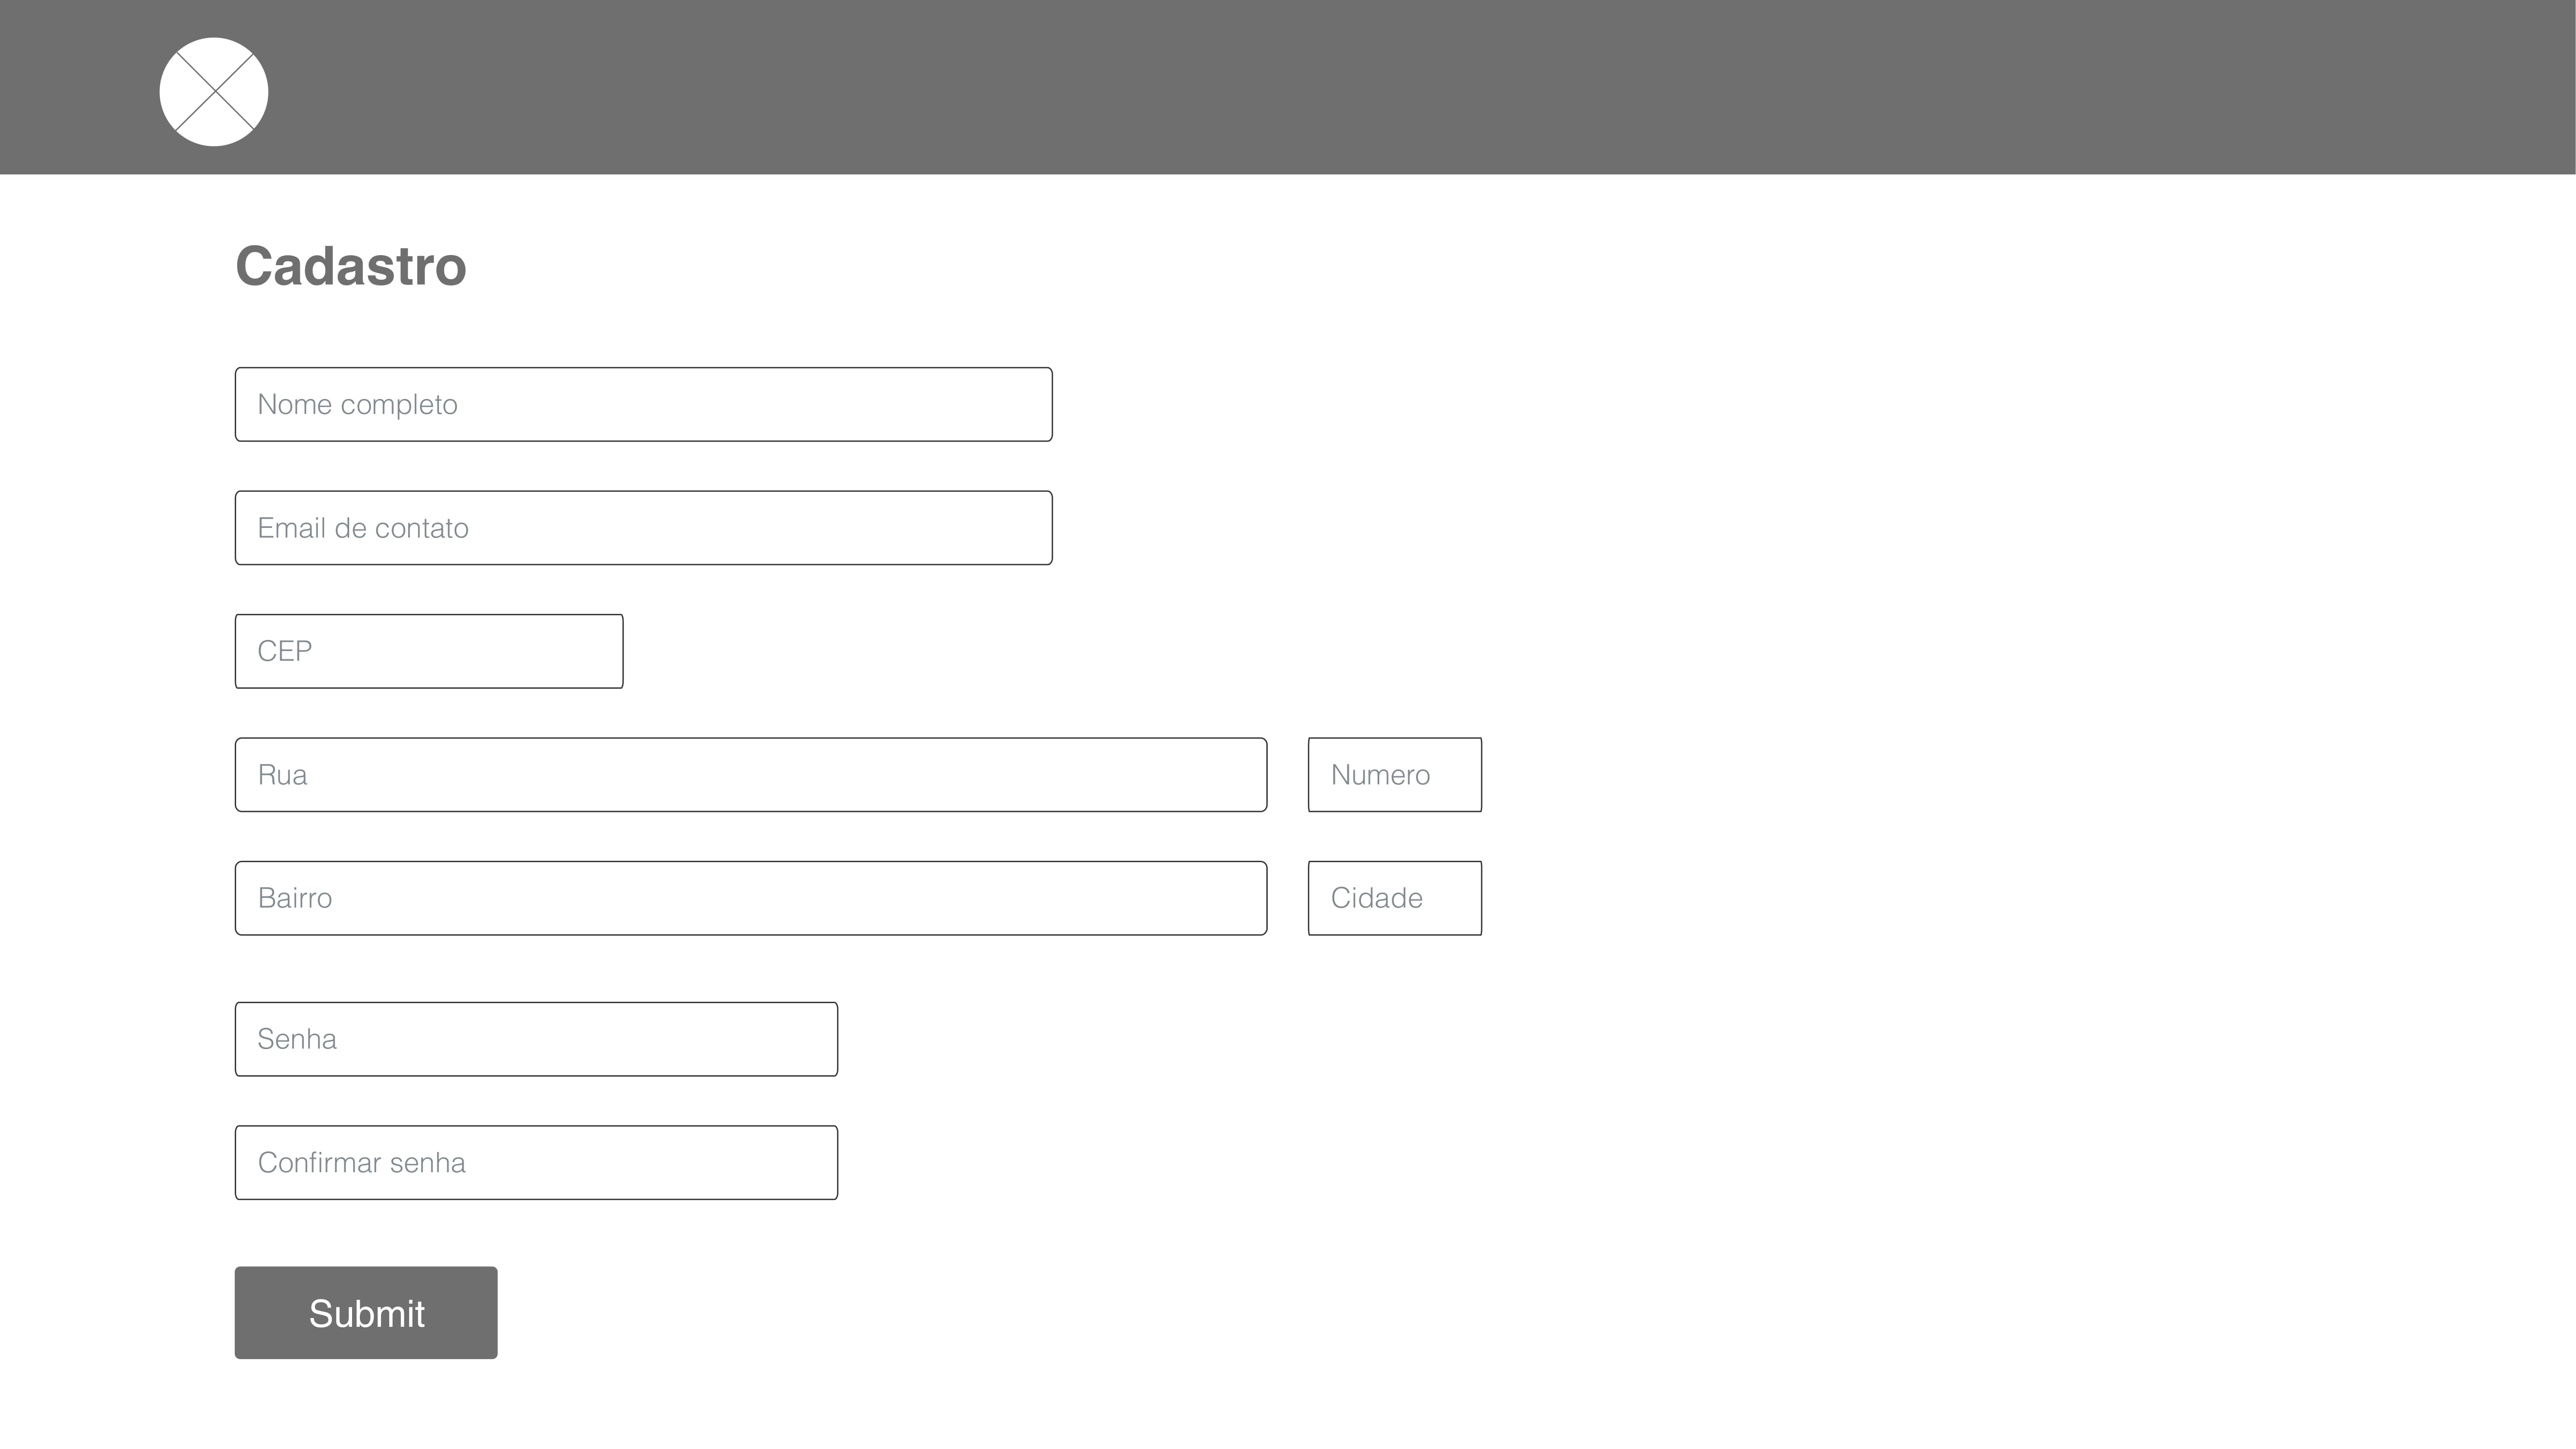 Cadastro
Nome completo
Email de contato
CEP
Rua
Numero
Bairro
Cidade
Senha
Confirmar senha
Submit